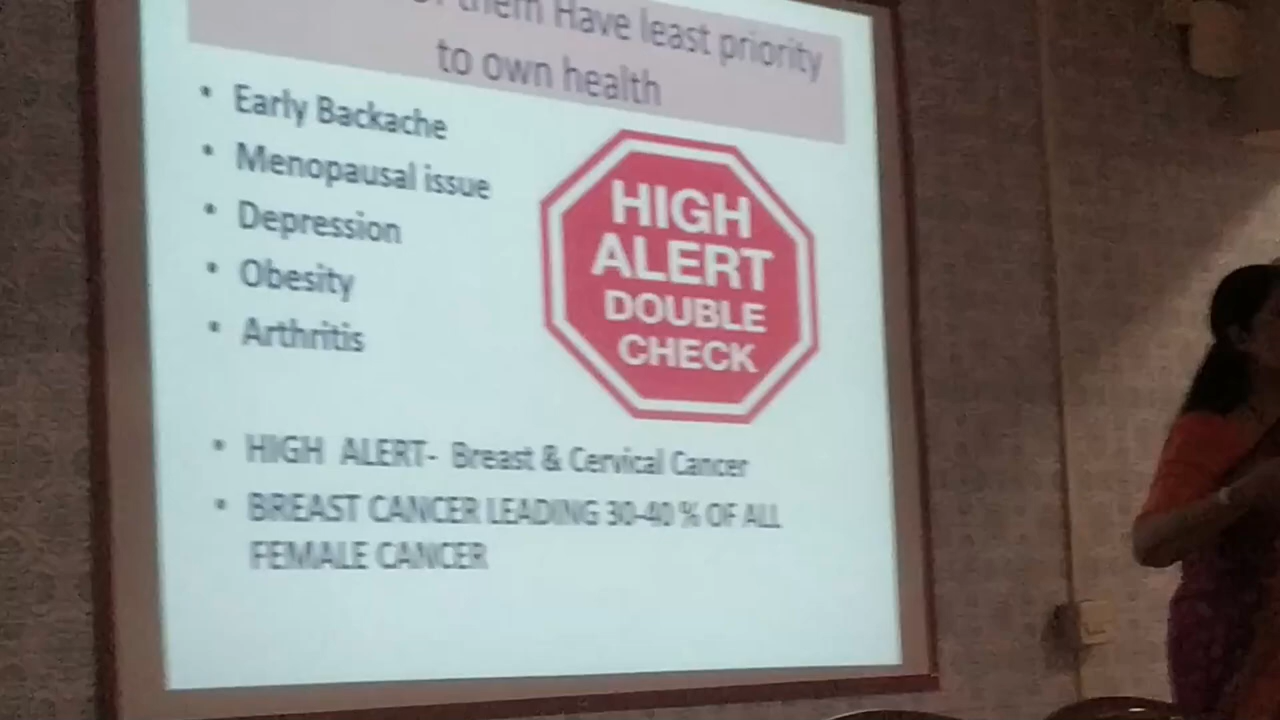 them Have least priority
to own health
• Early Backache
• Menopausal issue
• Depression
• Obesity
• Arthritis
HIGH
ALERT
DOUBLE
CHECK
• HIGH ALERT- Breast & Cervical Cancer
• BREAST CANCER LEADING 30-40 % OF ALL
FEMALE CANCER